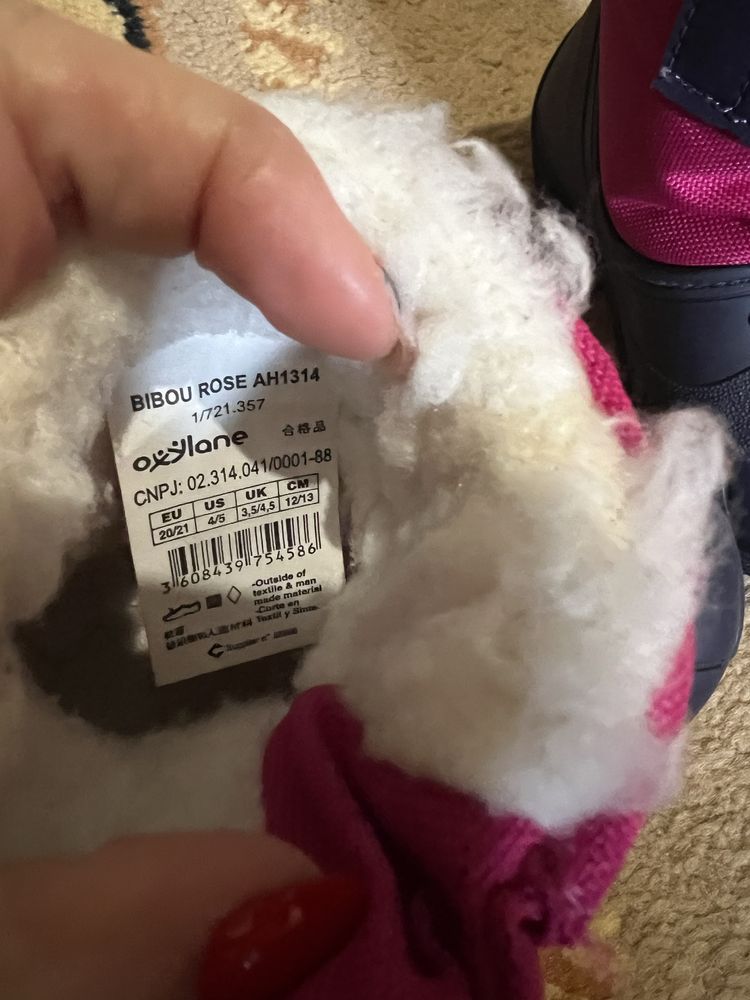 BIBOU ROSE AH1314
1/721.357
oxylane 合格品
CNPJ: 02.314.041/0001-88
EU US UK CM
20/21 4/5 3,5/4,5 12/13
3 608439 754586
-Outside of
textile & man
made material
-Corte en
Textil y Sinte.